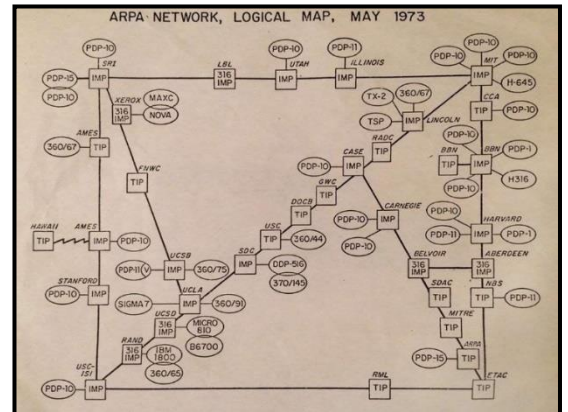 ARPA NETWORK, LOGICAL MAP, MAY 1973
PDP-10
PDP-10
PDP-11
PDP-10
PDP-10
SRI
LBL
UTAH
ILLINOIS
MIT
PDP-15
IMP
316
IMP
IMP
IMP
IMP
H-645
PDP-10
XEROX
MAXC
316
IMP
NOVA
TX-2
360/67
CCA
TIP
PDP-10
AMES
TSP
IMP
LINCOLN
360/67
TIP
RADC
TIP
PDP-10
BBN
PDP-1
CASE
BBN
TIP
IMP
PDP-10
IMP
FNWC
TIP
GWC
TIP
PDP-10
H316
DOCB
TIP
CARNEGIE
HARVARD
HAWAII
AMES
USC
PDP-10
IMP
PDP-10
IMP
TIP
IMP
PDP-10
TIP
360/44
PDP-10
PDP-11
PDP-1
UCSB
SDC
BELVOIR
ABERDEEN
STANFORD
PDP-11 V
IMP
360/75
IMP
DDP-516
316
IMP
316
IMP
UCLA
370/145
SDAC
NBS
PDP-10
IMP
SIGMA7
IMP
360/91
TIP
TIP
PDP-11
UCSD
MITRE
316
IMP
MICRO
810
TIP
RAND
B6700
ARPA
316
IMP
IBM
1800
PDP-15
TIP
USC-
ISI
360/65
RML
ETAC
PDP-10
IMP
TIP
TIP